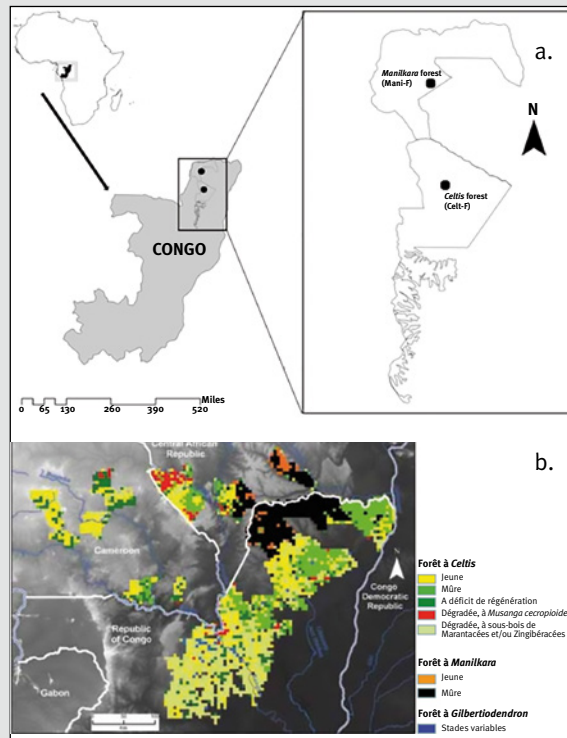 a.
Manilkara forest
(Mani-F)
N
Celtis forest
(Celt-F)
CONGO
Miles
0 65 130 260 390 520
b.
Central African
Republic
Cameroon
Congo
Democratic
Republic
Republic
of Congo
Gabon
N
Forêt à Celtis
Jeune
Mûre
A déficit de régénération
Dégradée, à Musanga cecropioide
Dégradée, à sous-bois de
Marantacées et/ou Zingibéracées
Forêt à Manilkara
Jeune
Mûre
Forêt à Gilbertiodendron
Stades variables